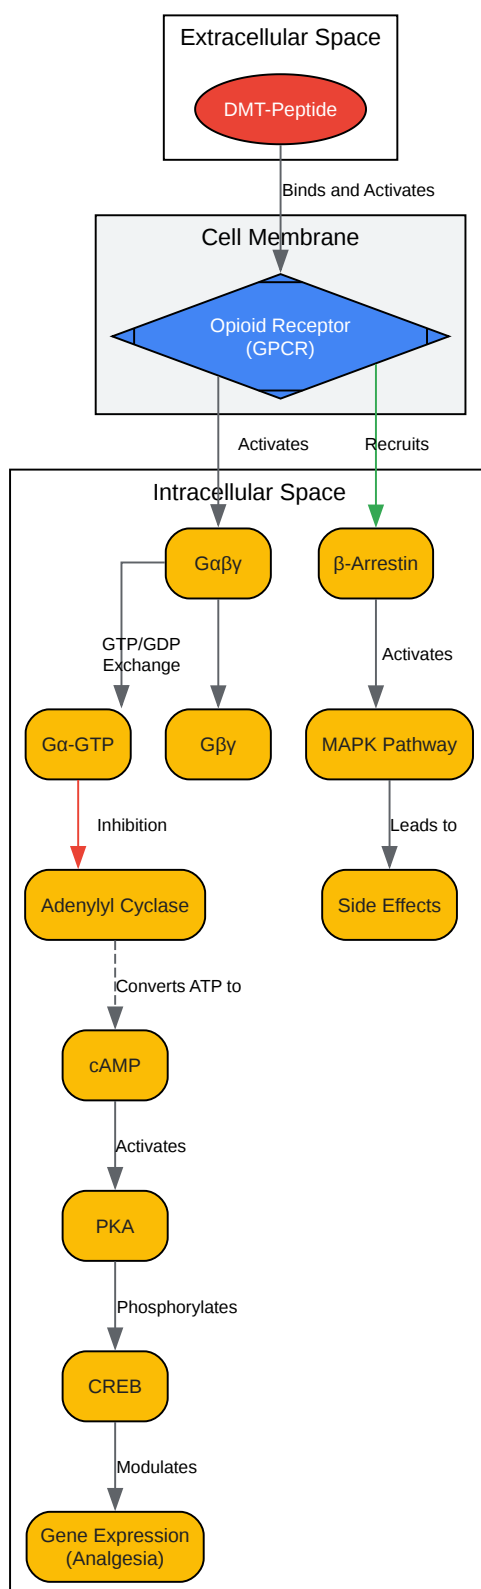 Extracellular Space
DMT-Peptide
Binds and Activates
Cell Membrane
Opioid Receptor
(GPCR)
Activates
Recruits
Intracellular Space
Gαβγ
β-Arrestin
GTP/GDP
Exchange
Activates
Gα-GTP
Gβγ
MAPK Pathway
Inhibition
Leads to
Adenylyl Cyclase
Side Effects
Converts ATP to
cAMP
Activates
PKA
Phosphorylates
CREB
Modulates
Gene Expression
(Analgesia)